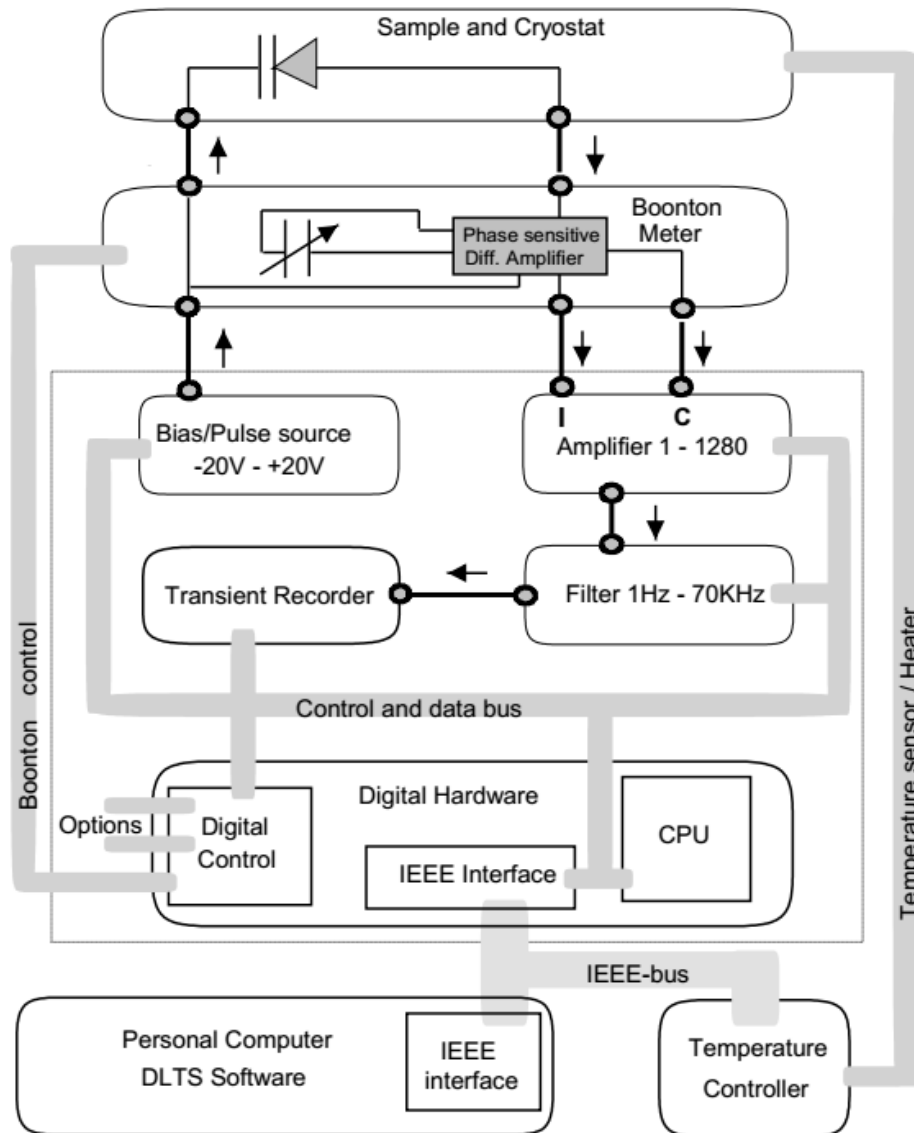 Sample and Cryostat
Boonton
Meter
Phase sensitive
Diff. Amplifier
I
C
Bias/Pulse source
-20V - +20V
Amplifier 1 - 1280
Transient Recorder
Filter 1Hz - 70KHz
Boonton control
Control and data bus
Temperature sensor / Heater
Digital Hardware
Options
Digital
Control
CPU
IEEE Interface
IEEE-bus
Personal Computer
DLTS Software
IEEE
interface
Temperature
Controller